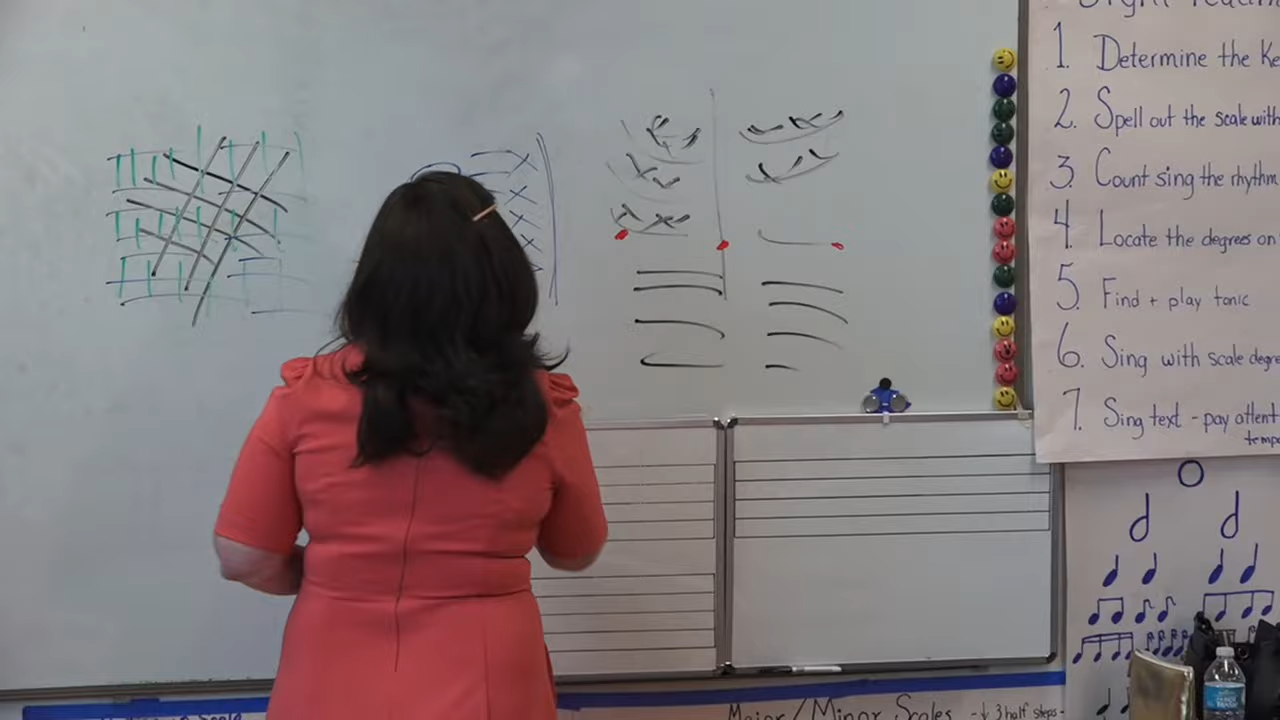 Sight
1. Determine the Ke
2. Spell out the scale with
3. Count sing the rhythm
4. Locate the degrees on
5. Find + play tonic
6. Sing with scale degre
7. Sing text - pay attent
tempo
Major/Minor Scales - ↓ 3 half steps -